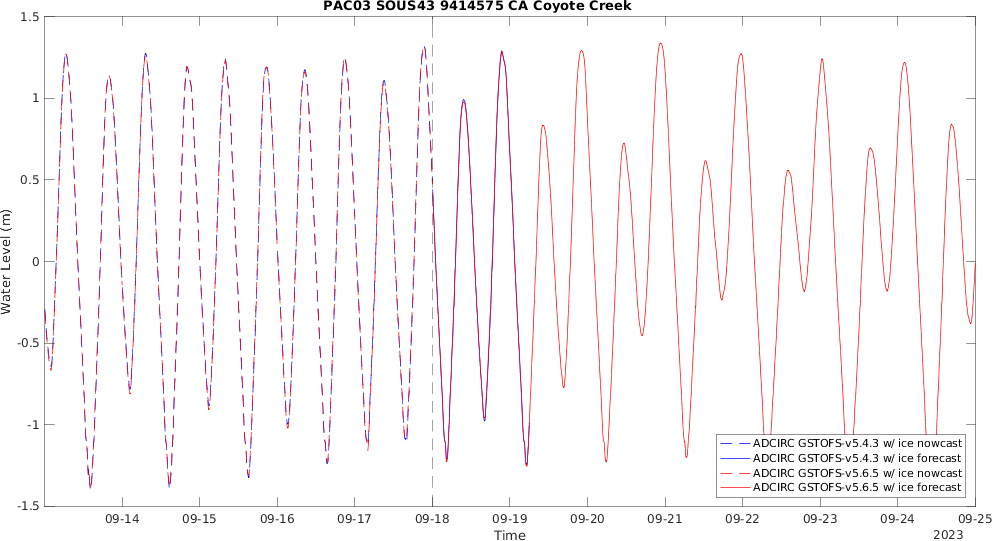 PAC03 SOUS43 9414575 CA Coyote Creek
1.5
1
0.5
0
-0.5
-1
-1.5
Water Level (m)
09-14 09-15 09-16 09-17 09-18 09-19 09-20 09-21 09-22 09-23 09-24 09-25
Time
2023
ADCIRC GSTOFS-v5.4.3 w/ ice nowcast
ADCIRC GSTOFS-v5.4.3 w/ ice forecast
ADCIRC GSTOFS-v5.6.5 w/ ice nowcast
ADCIRC GSTOFS-v5.6.5 w/ ice forecast